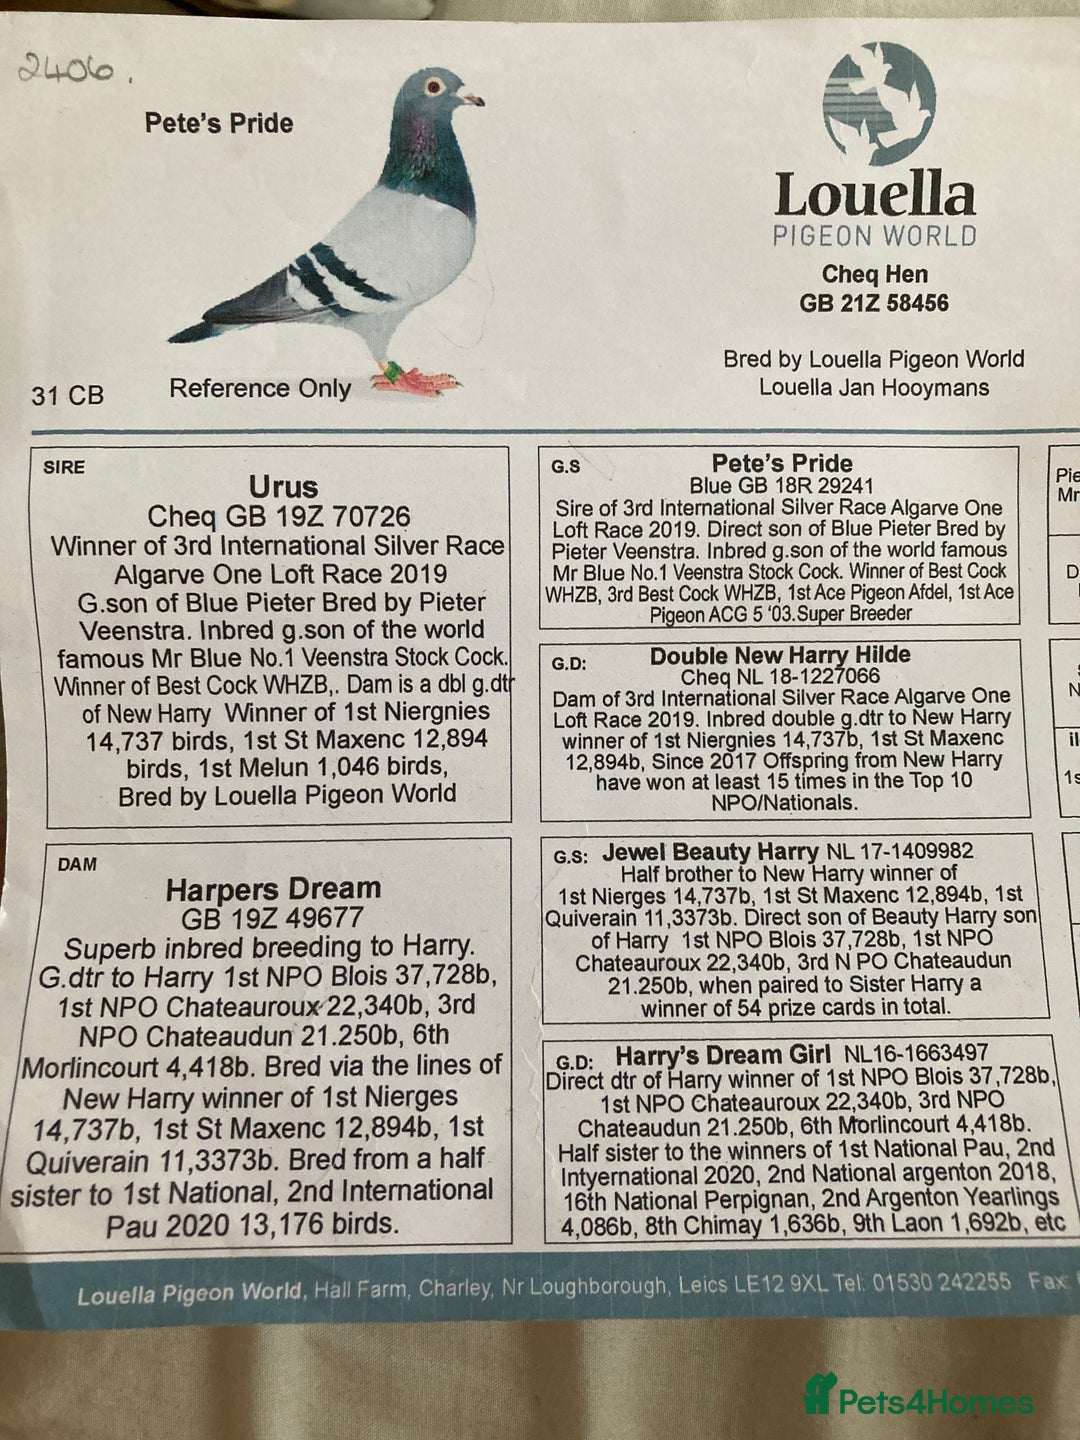 2406.
Pete's Pride
Louella
PIGEON WORLD
Cheq Hen
GB 21Z 58456
Bred by Louella Pigeon World
Louella Jan Hooymans
31 CB
Reference Only
SIRE
Urus
Cheq GB 19Z 70726
Winner of 3rd International Silver Race
Algarve One Loft Race 2019
G.son of Blue Pieter Bred by Pieter
Veenstra. Inbred g.son of the world
famous Mr Blue No.1 Veenstra Stock Cock.
Winner of Best Cock WHZB,. Dam is a dbl g.dtr
of New Harry Winner of 1st Niergnies
14,737 birds, 1st St Maxenc 12,894
birds, 1st Melun 1,046 birds,
Bred by Louella Pigeon World
G.S
Pete's Pride
Blue GB 18R 29241
Sire of 3rd International Silver Race Algarve One
Loft Race 2019. Direct son of Blue Pieter Bred by
Pieter Veenstra. Inbred g.son of the world famous
Mr Blue No.1 Veenstra Stock Cock. Winner of Best Cock
WHZB, 3rd Best Cock WHZB, 1st Ace Pigeon Afdel, 1st Ace
Pigeon ACG 5 '03.Super Breeder
G.D:
Double New Harry Hilde
Cheq NL 18-1227066
Dam of 3rd International Silver Race Algarve One
Loft Race 2019. Inbred double g.dtr to New Harry
winner of 1st Niergnies 14,737b, 1st St Maxenc
12,894b, Since 2017 Offspring from New Harry
have won at least 15 times in the Top 10
NPO/Nationals.
DAM
Harpers Dream
GB 19Z 49677
Superb inbred breeding to Harry.
G.dtr to Harry 1st NPO Blois 37,728b,
1st NPO Chateauroux 22,340b, 3rd
NPO Chateaudun 21.250b, 6th
Morlincourt 4,418b. Bred via the lines of
New Harry winner of 1st Nierges
14,737b, 1st St Maxenc 12,894b, 1st
Quiverain 11,3373b. Bred from a half
sister to 1st National, 2nd International
Pau 2020 13,176 birds.
G.S: Jewel Beauty Harry NL 17-1409982
Half brother to New Harry winner of
1st Nierges 14,737b, 1st St Maxenc 12,894b, 1st
Quiverain 11,3373b. Direct son of Beauty Harry son
of Harry 1st NPO Blois 37,728b, 1st NPO
Chateauroux 22,340b, 3rd N PO Chateaudun
21.250b, when paired to Sister Harry a
winner of 54 prize cards in total.
G.D: Harry's Dream Girl NL16-1663497
Direct dtr of Harry winner of 1st NPO Blois 37,728b,
1st NPO Chateauroux 22,340b, 3rd NPO
Chateaudun 21.250b, 6th Morlincourt 4,418b.
Half sister to the winners of 1st National Pau, 2nd
Intyernational 2020, 2nd National argenton 2018,
16th National Perpignan, 2nd Argenton Yearlings
4,086b, 8th Chimay 1,636b, 9th Laon 1,692b, etc
Pie
Mr
D
N
1s
Louella Pigeon World, Hall Farm, Charley, Nr Loughborough, Leics LE12 9XL Tel: 01530 242255 Fax
Pets4Homes